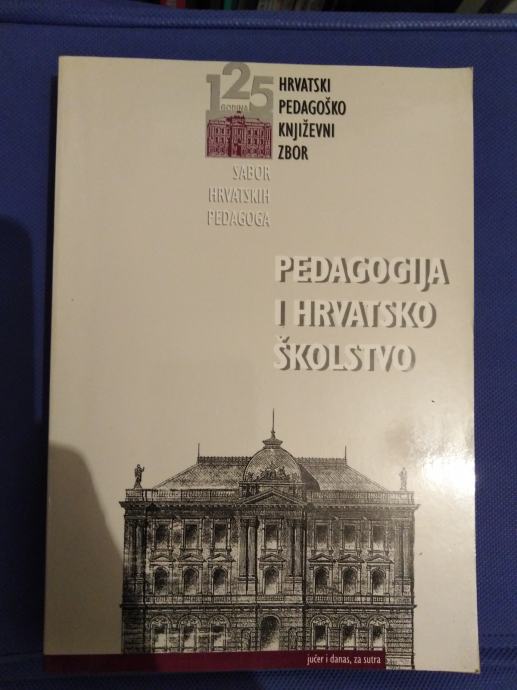 125
GODINA
HRVATSKI
PEDAGOŠKO
KNJIŽEVNI
ZBOR
SABOR
HRVATSKIH
PEDAGOGA
PEDAGOGIJA
I HRVATSKO
ŠKOLSTVO
jučer i danas, za sutra